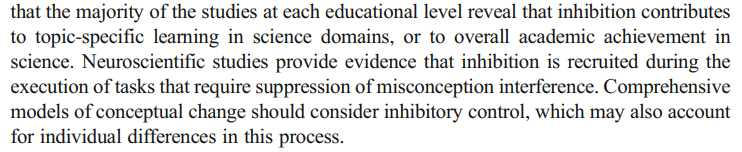 that the majority of the studies at each educational level reveal that inhibition contributes
to topic-specific learning in science domains, or to overall academic achievement in
science. Neuroscientific studies provide evidence that inhibition is recruited during the
execution of tasks that require suppression of misconception interference. Comprehensive
models of conceptual change should consider inhibitory control, which may also account
for individual differences in this process.